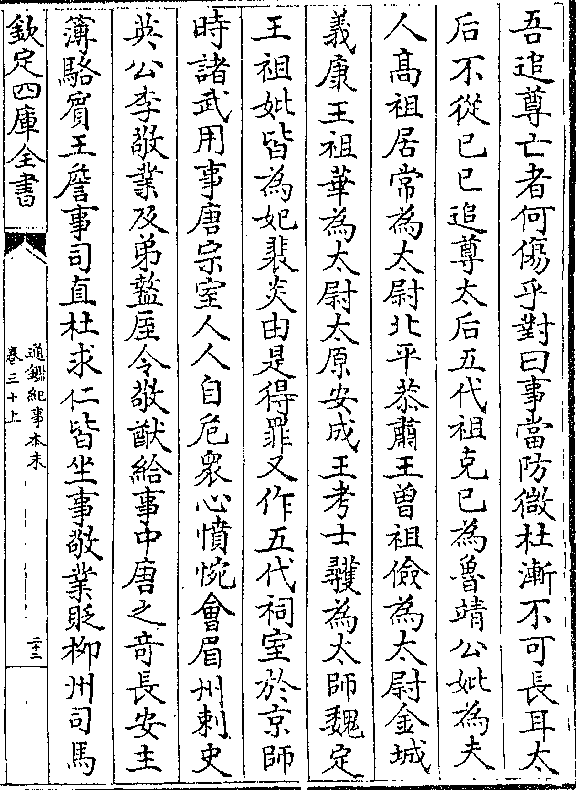 吾追尊亡者何傷乎對曰事當防微杜漸不可長耳太
后不從己巳追尊太后五代祖克已為魯靖公妣為夫
人髙祖居常為太尉北平恭肅王曾祖儉為太尉金城
義康王祖華為太尉太原安成王考士彠為太師魏定
王祖妣皆為妃裴炎由是得罪又作五代祠室於京師
時諸武用事唐宗室人人自危衆心憤惋會眉州刺史
英公李敬業及弟盩厔令敬猷給事中唐之竒長安主
簿駱賔王詹事司直杜求仁皆坐事敬業貶柳州司馬
欽定四庫全書
通鑑紀事本末
卷三十上
二十二